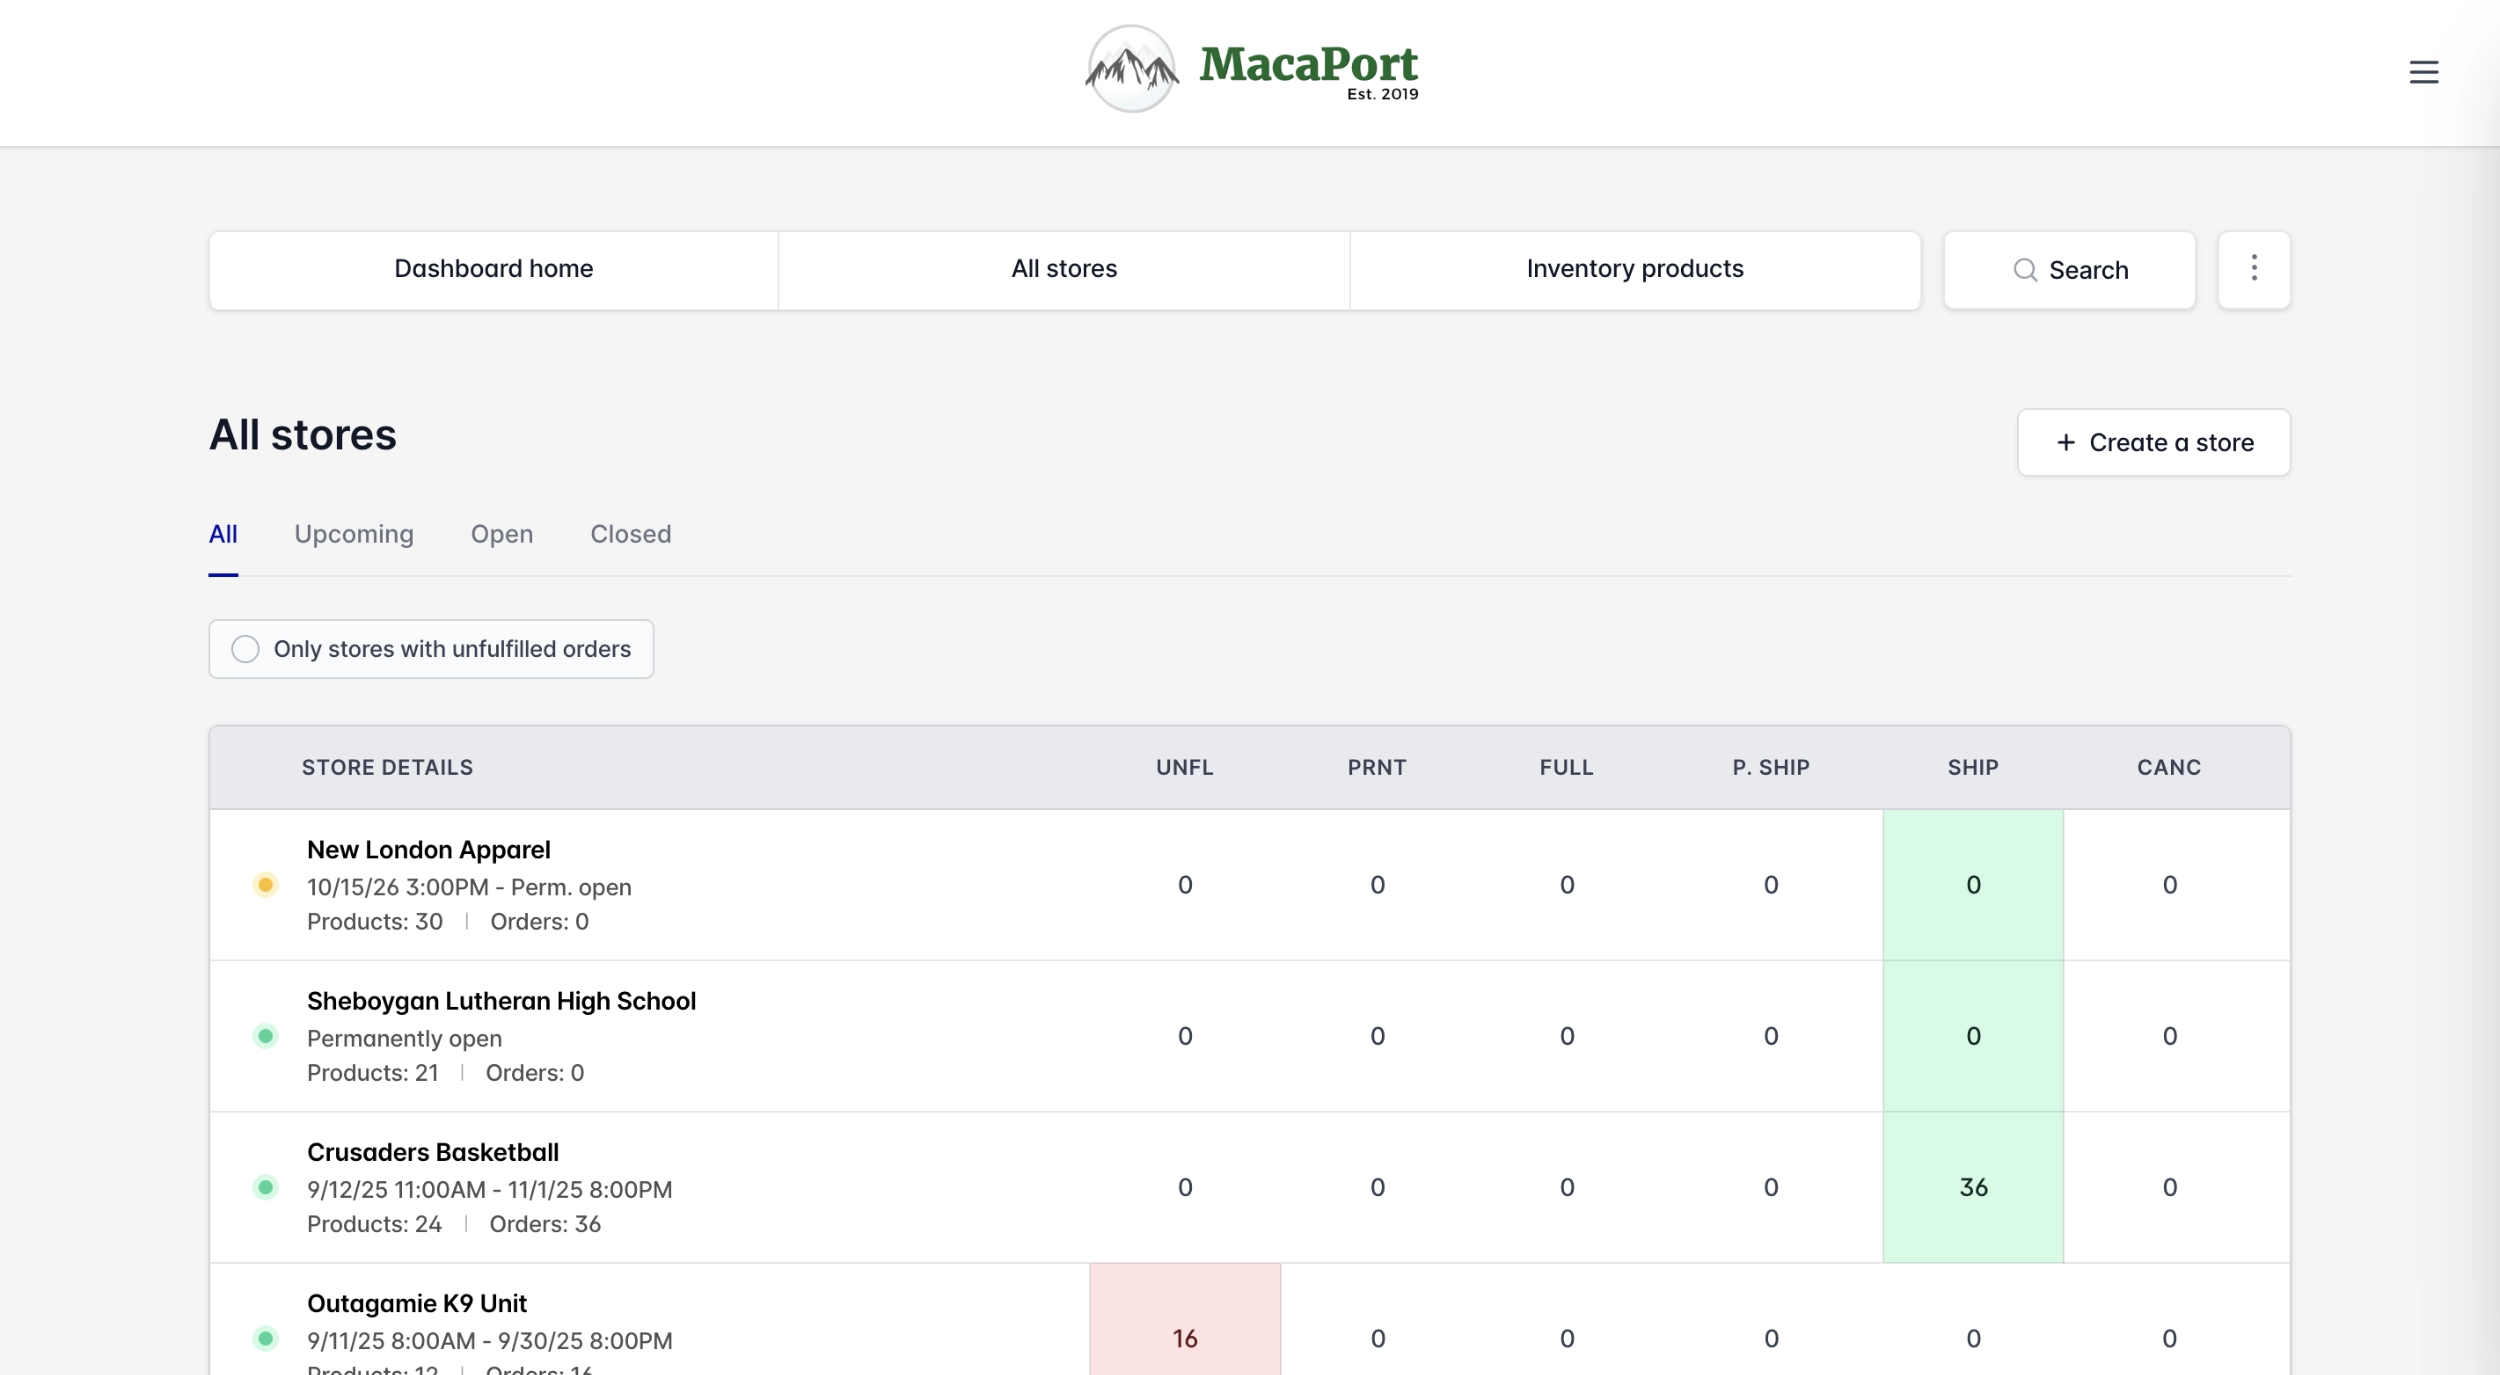 MacaPort
Est. 2019
Dashboard home
All stores
Inventory products
Search
All stores
+ Create a store
All
Upcoming
Open
Closed
Only stores with unfulfilled orders
STORE DETAILS UNFL PRNT FULL P. SHIP SHIP CANC
New London Apparel
10/15/26 3:00PM - Perm. open
Products: 30 | Orders: 0
0 0 0 0 0 0
Sheboygan Lutheran High School
Permanently open
Products: 21 | Orders: 0
0 0 0 0 0 0
Crusaders Basketball
9/12/25 11:00AM - 11/1/25 8:00PM
Products: 24 | Orders: 36
0 0 0 0 36 0
Outagamie K9 Unit
9/11/25 8:00AM - 9/30/25 8:00PM
Products: 12 | Orders: 16
16 0 0 0 0 0